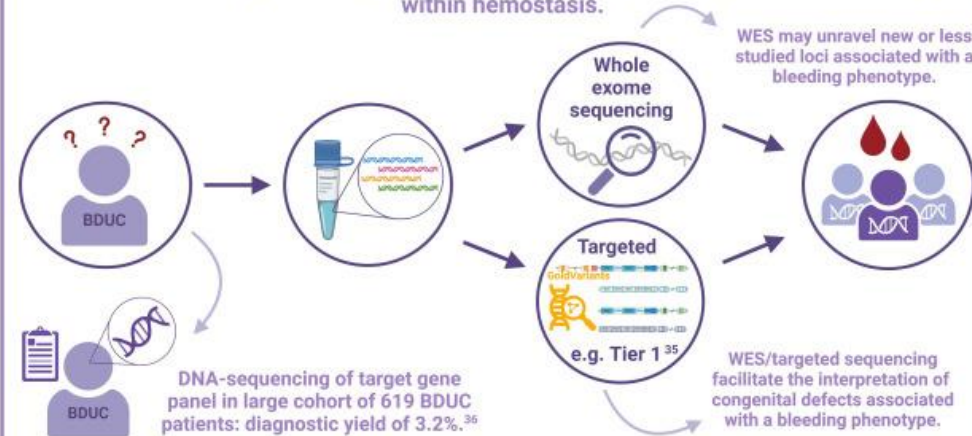 within hemostasis.
WES may unravel new or less
studied loci associated with a
bleeding phenotype.
Whole
exome
sequencing
? ? ?
BDUC
Targeted
GoldVariants
e.g. Tier 1 35
WES/targeted sequencing
facilitate the interpretation of
congenital defects associated
with a bleeding phenotype.
BDUC
DNA-sequencing of target gene
panel in large cohort of 619 BDUC
patients: diagnostic yield of 3.2%.36